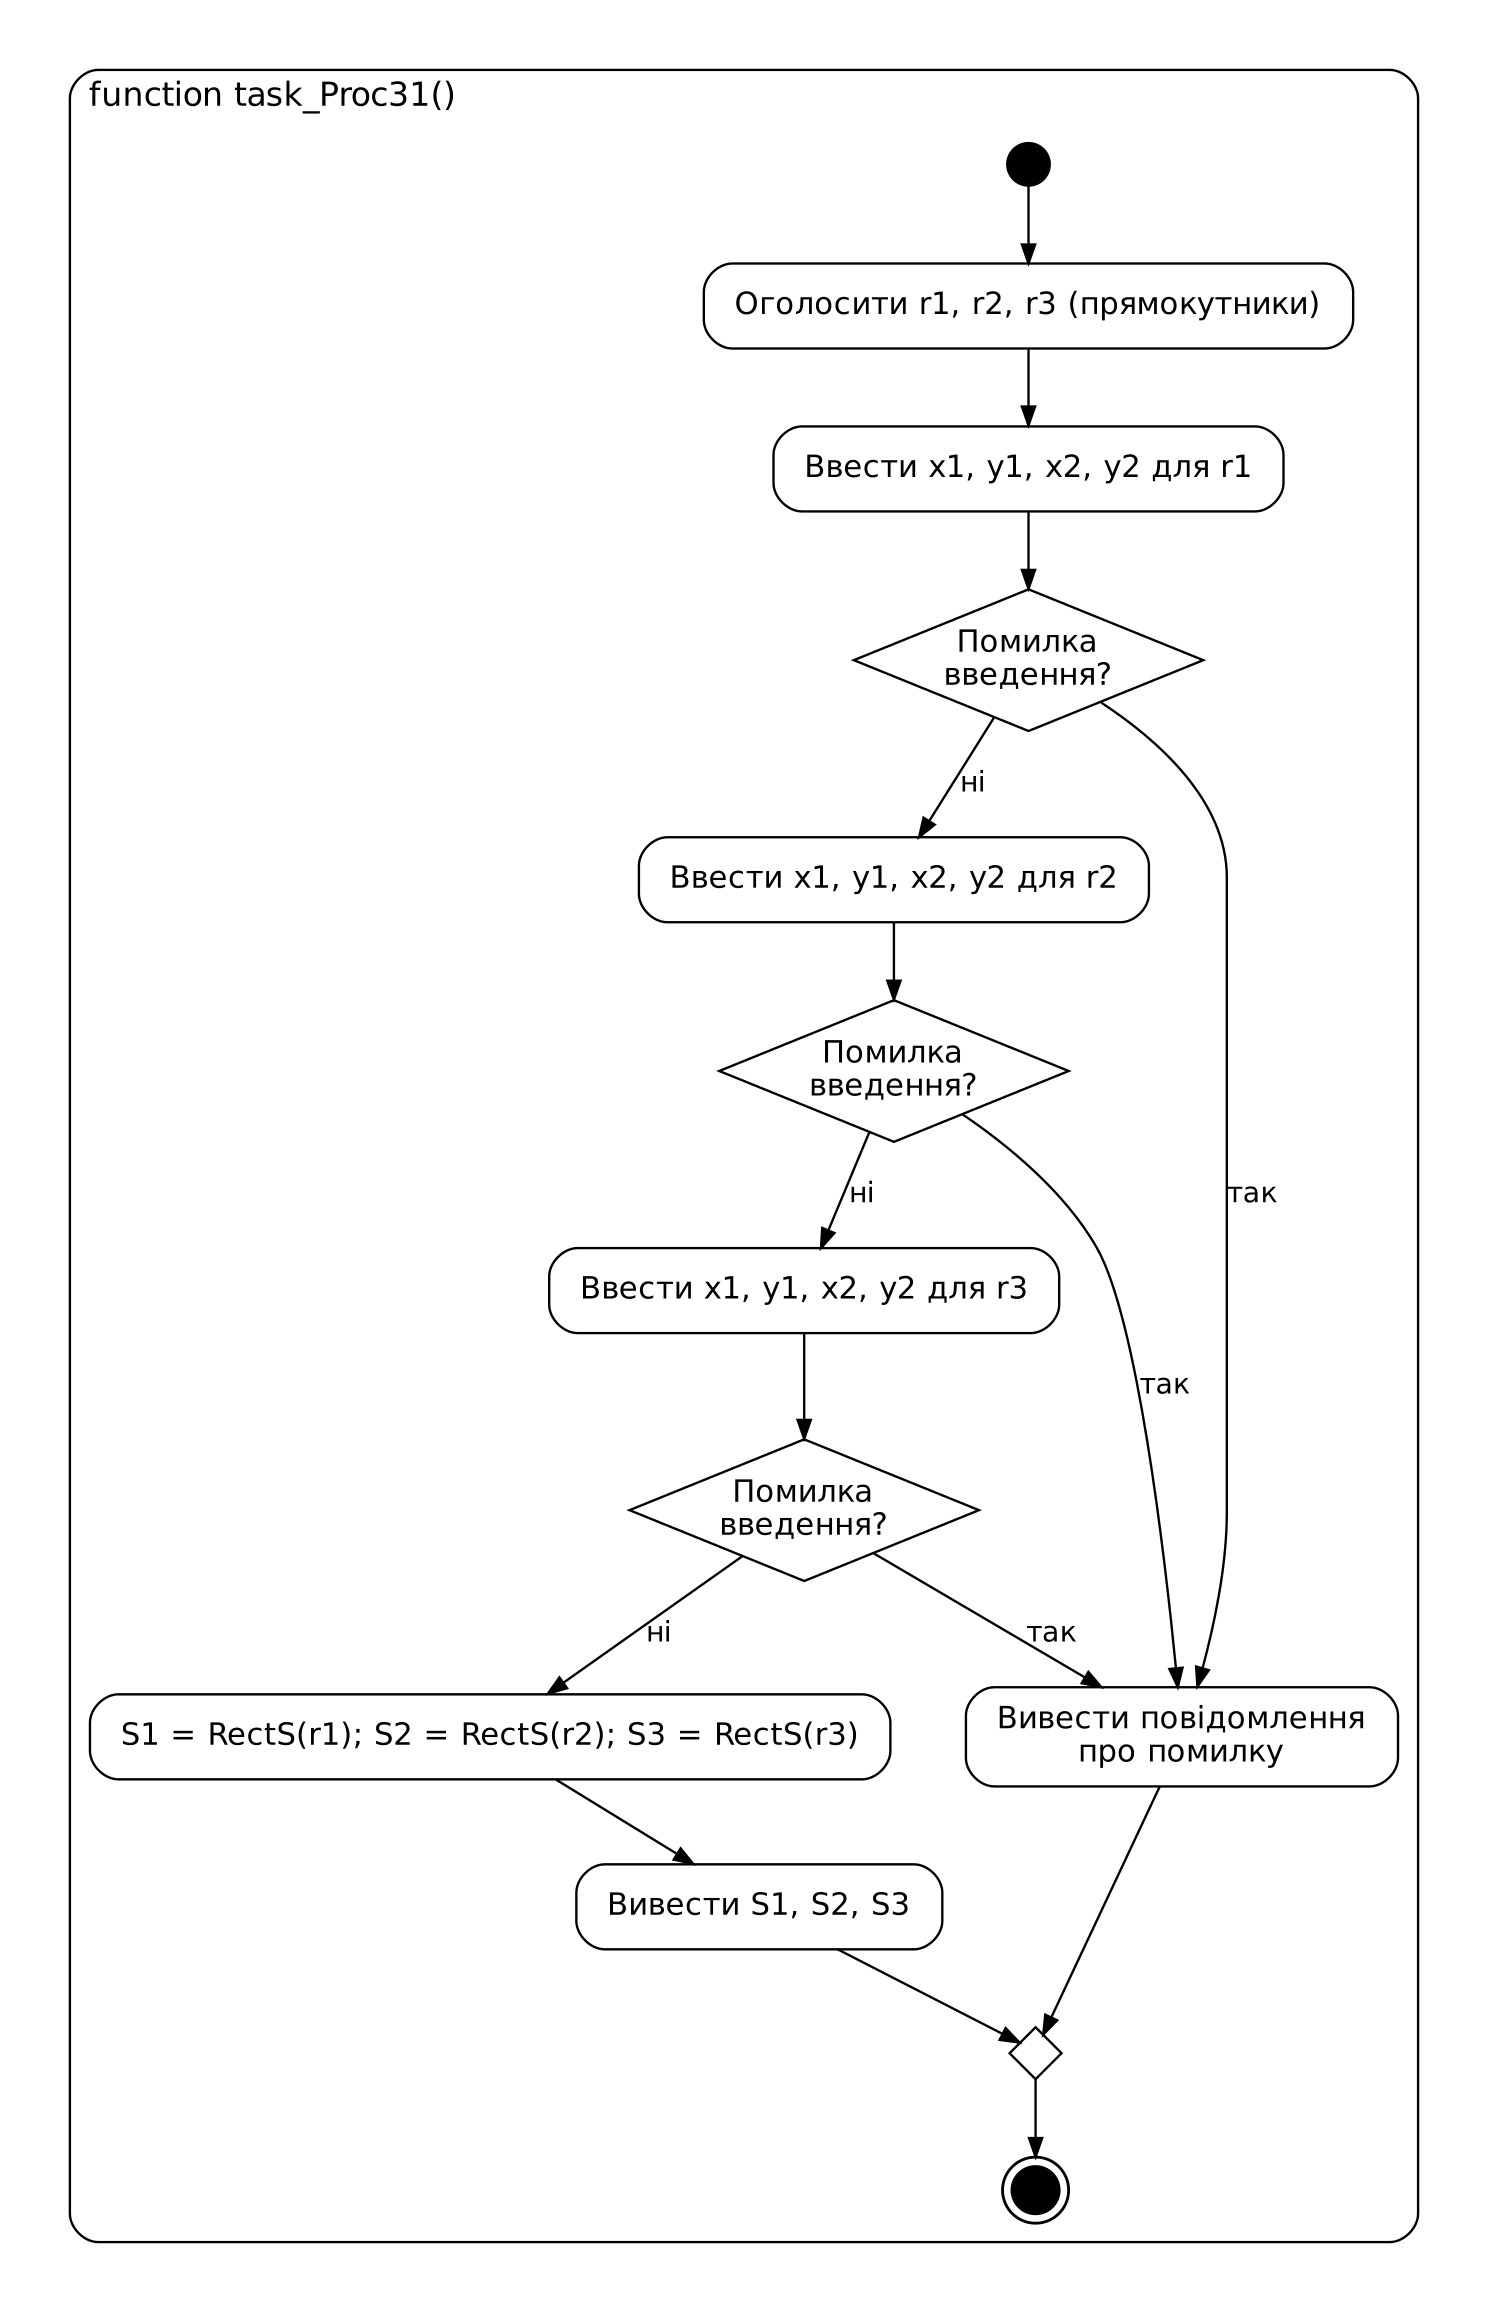 function task_Proc31()
Оголосити r1, r2, r3 (прямокутники)
Ввести x1, y1, x2, y2 для r1
Помилка
введення?
ні
Ввести x1, y1, x2, y2 для r2
Помилка
введення?
ні
так
Ввести x1, y1, x2, y2 для r3
так
Помилка
введення?
ні
так
S1 = RectS(r1); S2 = RectS(r2); S3 = RectS(r3)
Вивести повідомлення
про помилку
Вивести S1, S2, S3